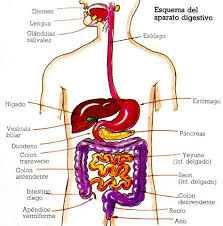 Esquema del
aparato digestivo
Dientes
Lengua
Glándulas
salivales
Esófago
Hígado
Estómago
Vesícula
biliar
Páncreas
Duodeno
Colon
transverso
Yeyuno
(int. delgado)
Colon
ascendente
Ileon
(int. delgado)
Intestino
ciego
Colon
descendente
Apéndice
vermiforme
Recto
Ano